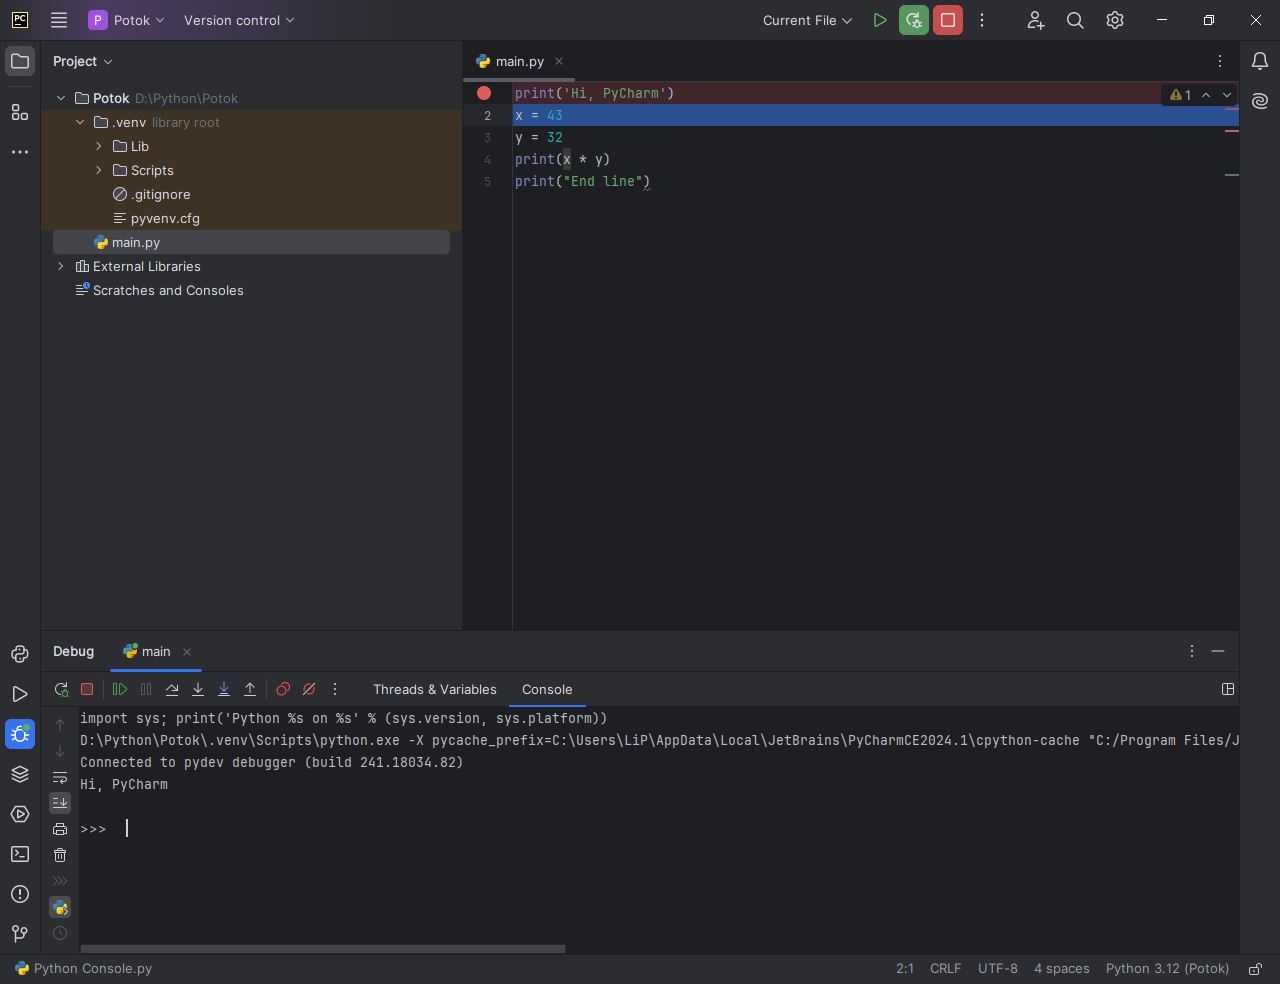 PC
P Potok Version control Current File
Project
main.py
Potok D:\Python\Potok
.venv library root
Lib
Scripts
.gitignore
pyvenv.cfg
main.py
External Libraries
Scratches and Consoles
print('Hi, PyCharm')
1
2 x = 43
3 y = 32
4 print(x * y)
5 print("End line")
Debug main
Threads & Variables Console
import sys; print('Python %s on %s' % (sys.version, sys.platform))
D:\Python\Potok\.venv\Scripts\python.exe -X pycache_prefix=C:\Users\LiP\AppData\Local\JetBrains\PyCharmCE2024.1\cpython-cache "C:/Program Files/J
Connected to pydev debugger (build 241.18034.82)
Hi, PyCharm
>>>
Python Console.py 2:1 CRLF UTF-8 4 spaces Python 3.12 (Potok)